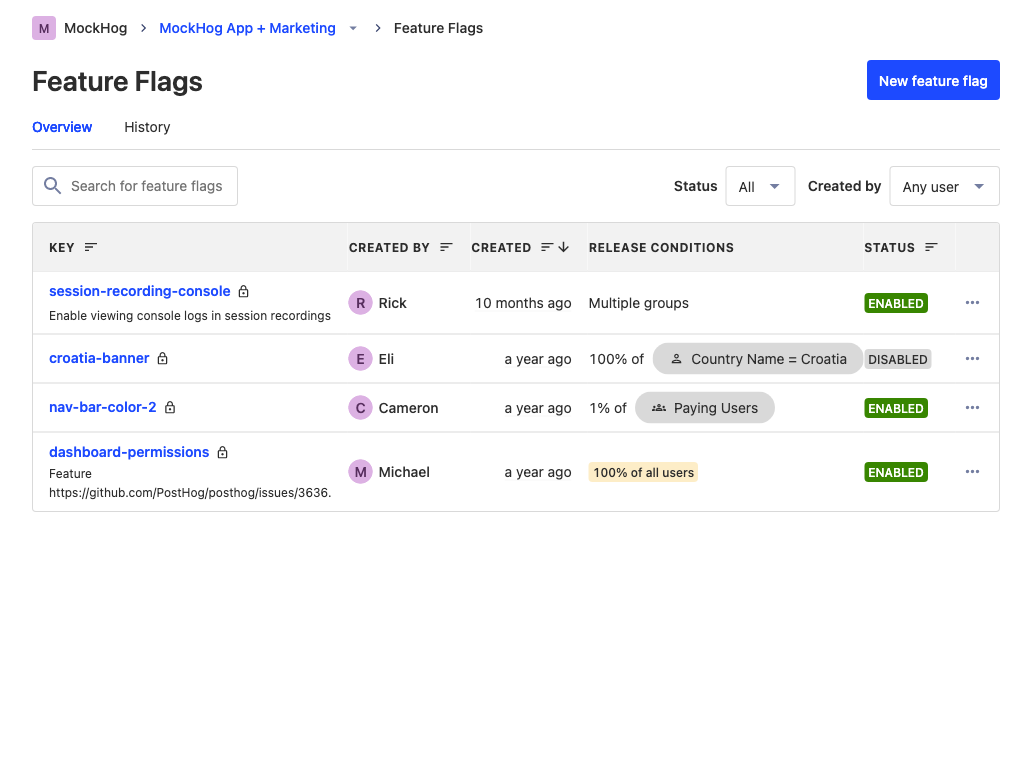 M MockHog MockHog App + Marketing Feature Flags
Feature Flags
New feature flag
Overview History
Search for feature flags Status All Created by Any user
KEY CREATED BY CREATED RELEASE CONDITIONS STATUS
session-recording-console
Enable viewing console logs in session recordings
R Rick 10 months ago Multiple groups ENABLED
croatia-banner E Eli a year ago 100% of Country Name = Croatia DISABLED
nav-bar-color-2 C Cameron a year ago 1% of Paying Users ENABLED
dashboard-permissions
Feature
https://github.com/PostHog/posthog/issues/3636.
M Michael a year ago 100% of all users ENABLED